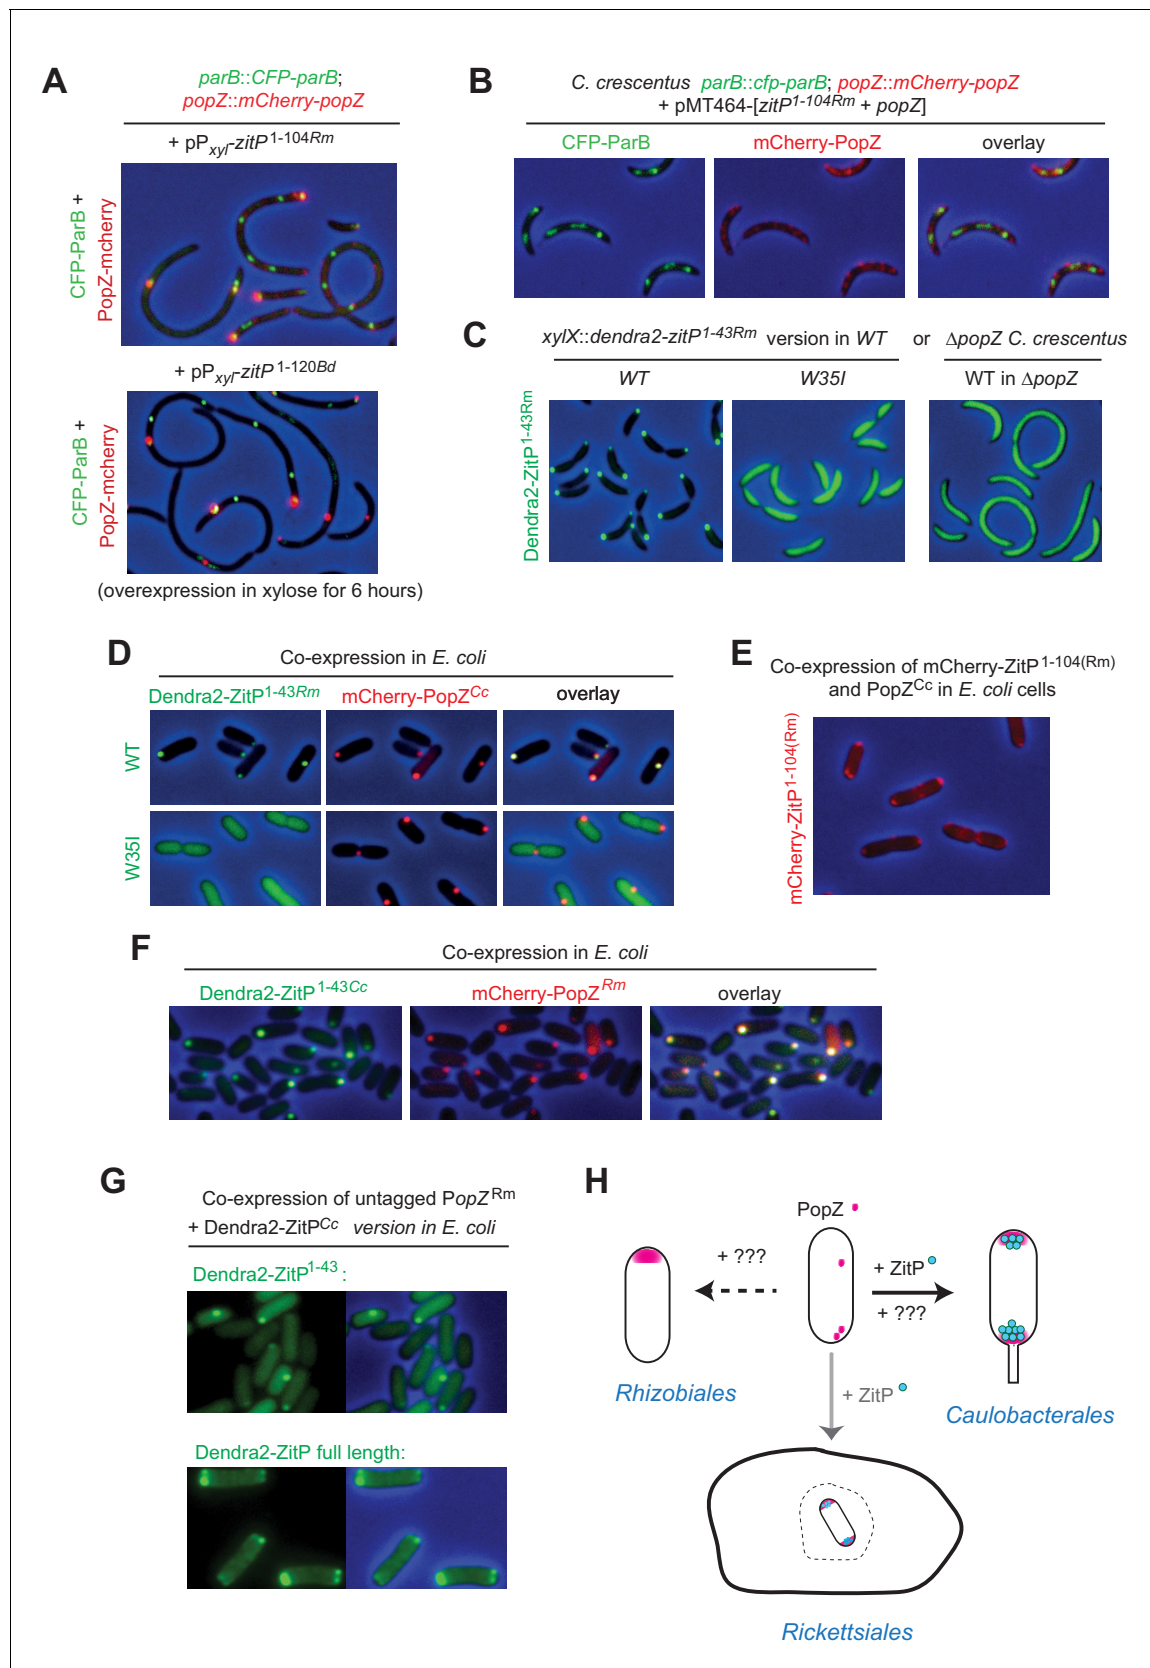 A
parB::CFP-parB;
popZ::mCherry-popZ
+ pPxyl-zitP1-104Rm
CFP-ParB +
PopZ-mcherry
+ pPxyl-zitP1-120Bd
CFP-ParB +
PopZ-mcherry
(overexpression in xylose for 6 hours)
B
C. crescentus parB::cfp-parB; popZ::mCherry-popZ
+ pMT464-[zitP1-104Rm + popZ]
CFP-ParB mCherry-PopZ overlay
C
xylX::dendra2-zitP1-43Rm version in WT or ΔpopZ C. crescentus
WT W35I WT in ΔpopZ
Dendra2-ZitP1-43Rm
D
Co-expression in E. coli
Dendra2-ZitP1-43Rm mCherry-PopZCc overlay
WT
W35I
E
Co-expression of mCherry-ZitP1-104(Rm)
and PopZCc in E. coli cells
mCherry-ZitP1-104(Rm)
F
Co-expression in E. coli
Dendra2-ZitP1-43Cc mCherry-PopZRm overlay
G
Co-expression of untagged PopZRm
+ Dendra2-ZitPCc version in E. coli
Dendra2-ZitP1-43 :
Dendra2-ZitP full length:
H
PopZ
+ ???
+ ZitP
+ ???
Rhizobiales
+ ZitP
Caulobacterales
Rickettsiales